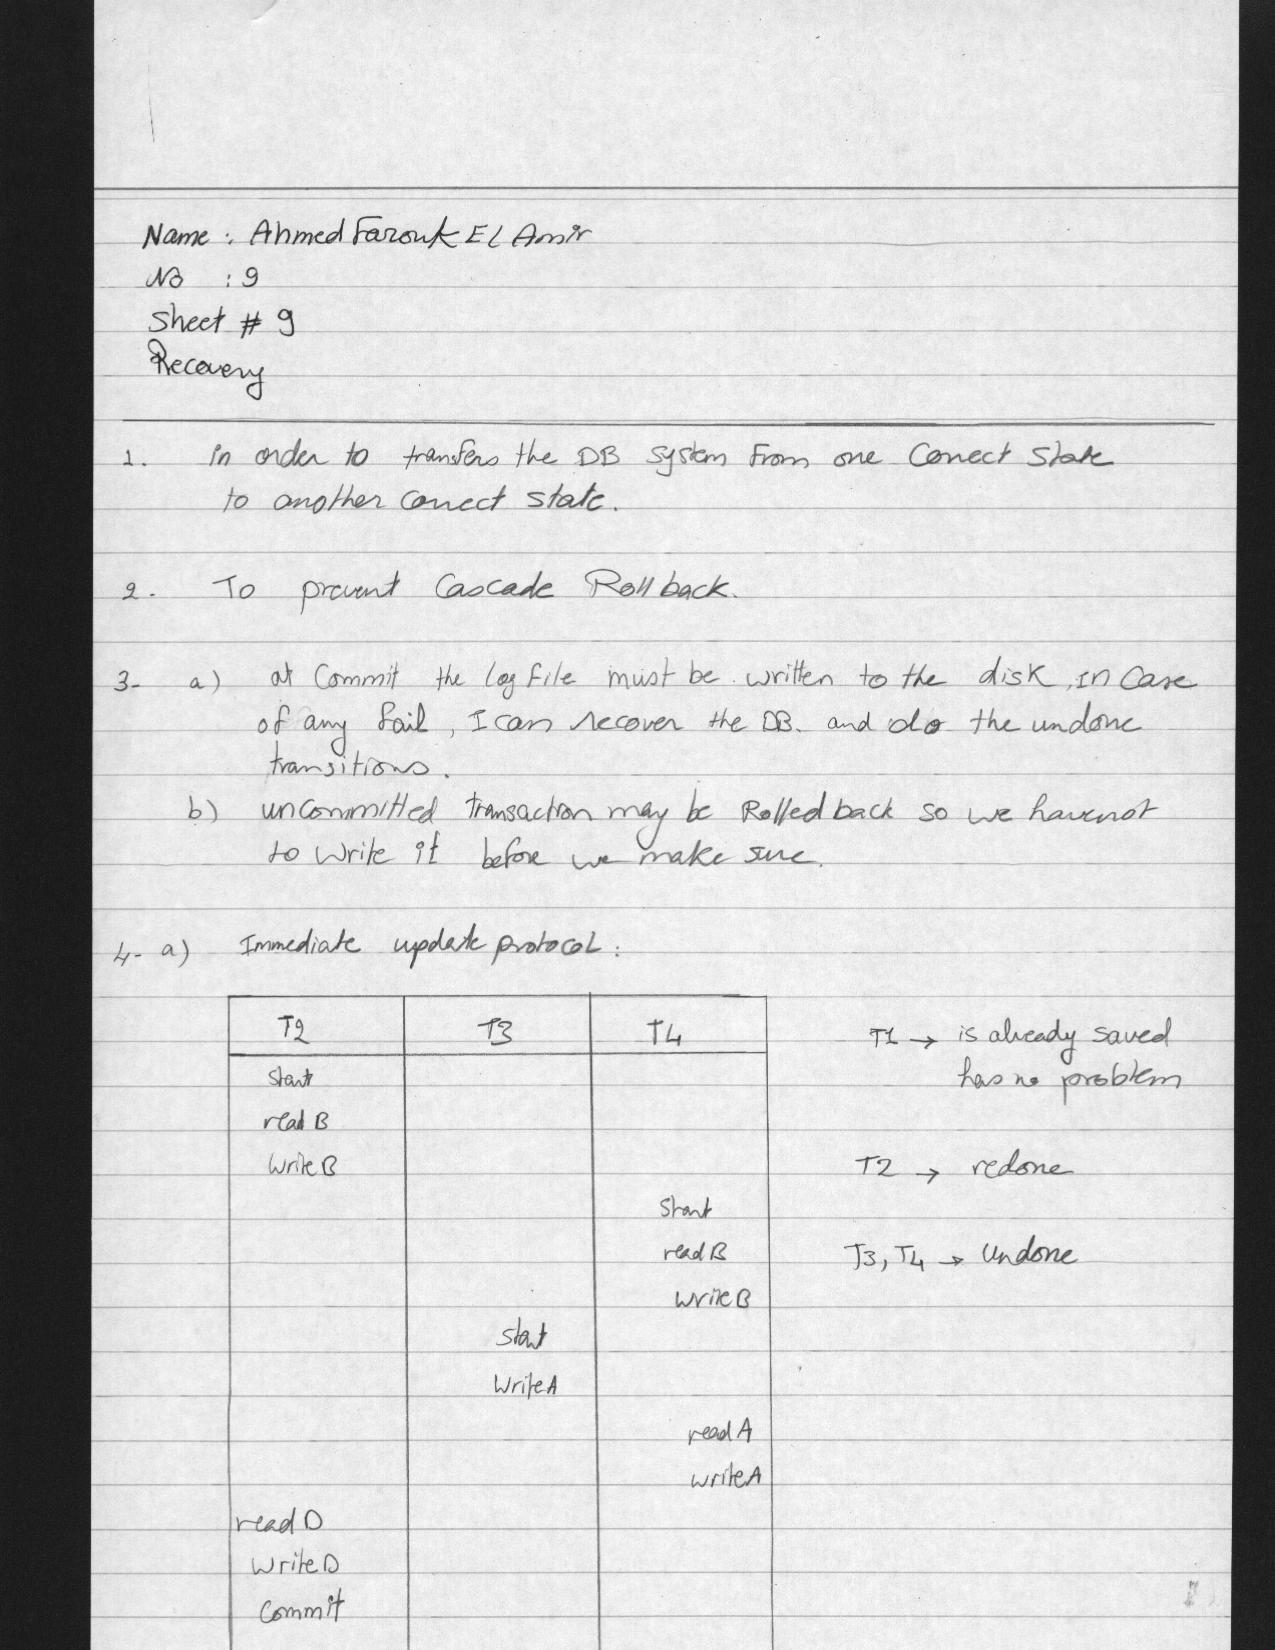 Name : Ahmed Farouk El Amir
No : 9
Sheet # 9
Recovery
1. in order to transfers the DB system from one Correct State
to another correct state.
2. To prevent Cascade Rollback.
3- a) at Commit the log file must be written to the disk, in Case
of any fail, I can recover the DB. and do the undone
transitions.
b) uncommitted transaction may be Rolled back so we have not
to write it before we make sure.
4- a) Immediate update protocol :
T2 T3 T4
T1 → is already saved
has no problem
Start
read B
Write B
T2 → redone
Start
read B
T3, T4 → undone
write B
start
Write A
read A
write A
read D
Write D
Commit